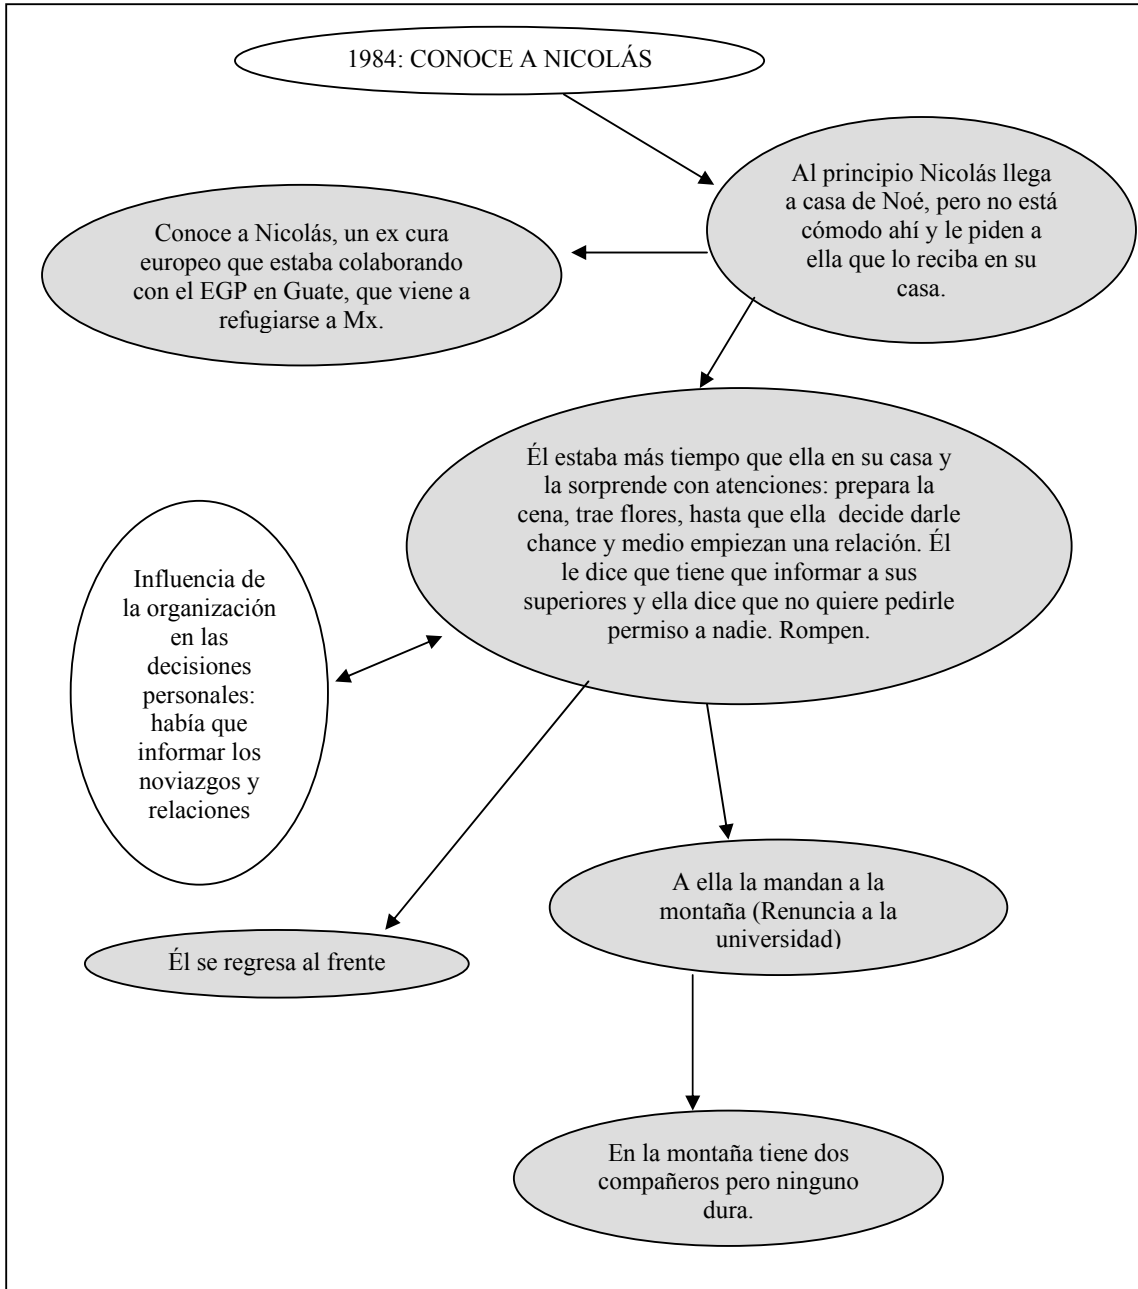 1984: CONOCE A NICOLÁS
Al principio Nicolás llega
a casa de Noé, pero no está
cómodo ahí y le piden a
ella que lo reciba en su
casa.
Conoce a Nicolás, un ex cura
europeo que estaba colaborando
con el EGP en Guate, que viene a
refugiarse a Mx.
Él estaba más tiempo que ella en su casa y
la sorprende con atenciones: prepara la
cena, trae flores, hasta que ella decide darle
chance y medio empiezan una relación. Él
le dice que tiene que informar a sus
superiores y ella dice que no quiere pedirle
permiso a nadie. Rompen.
Influencia de
la organización
en las
decisiones
personales:
había que
informar los
noviazgos y
relaciones
A ella la mandan a la
montaña (Renuncia a la
universidad)
Él se regresa al frente
En la montaña tiene dos
compañeros pero ninguno
dura.